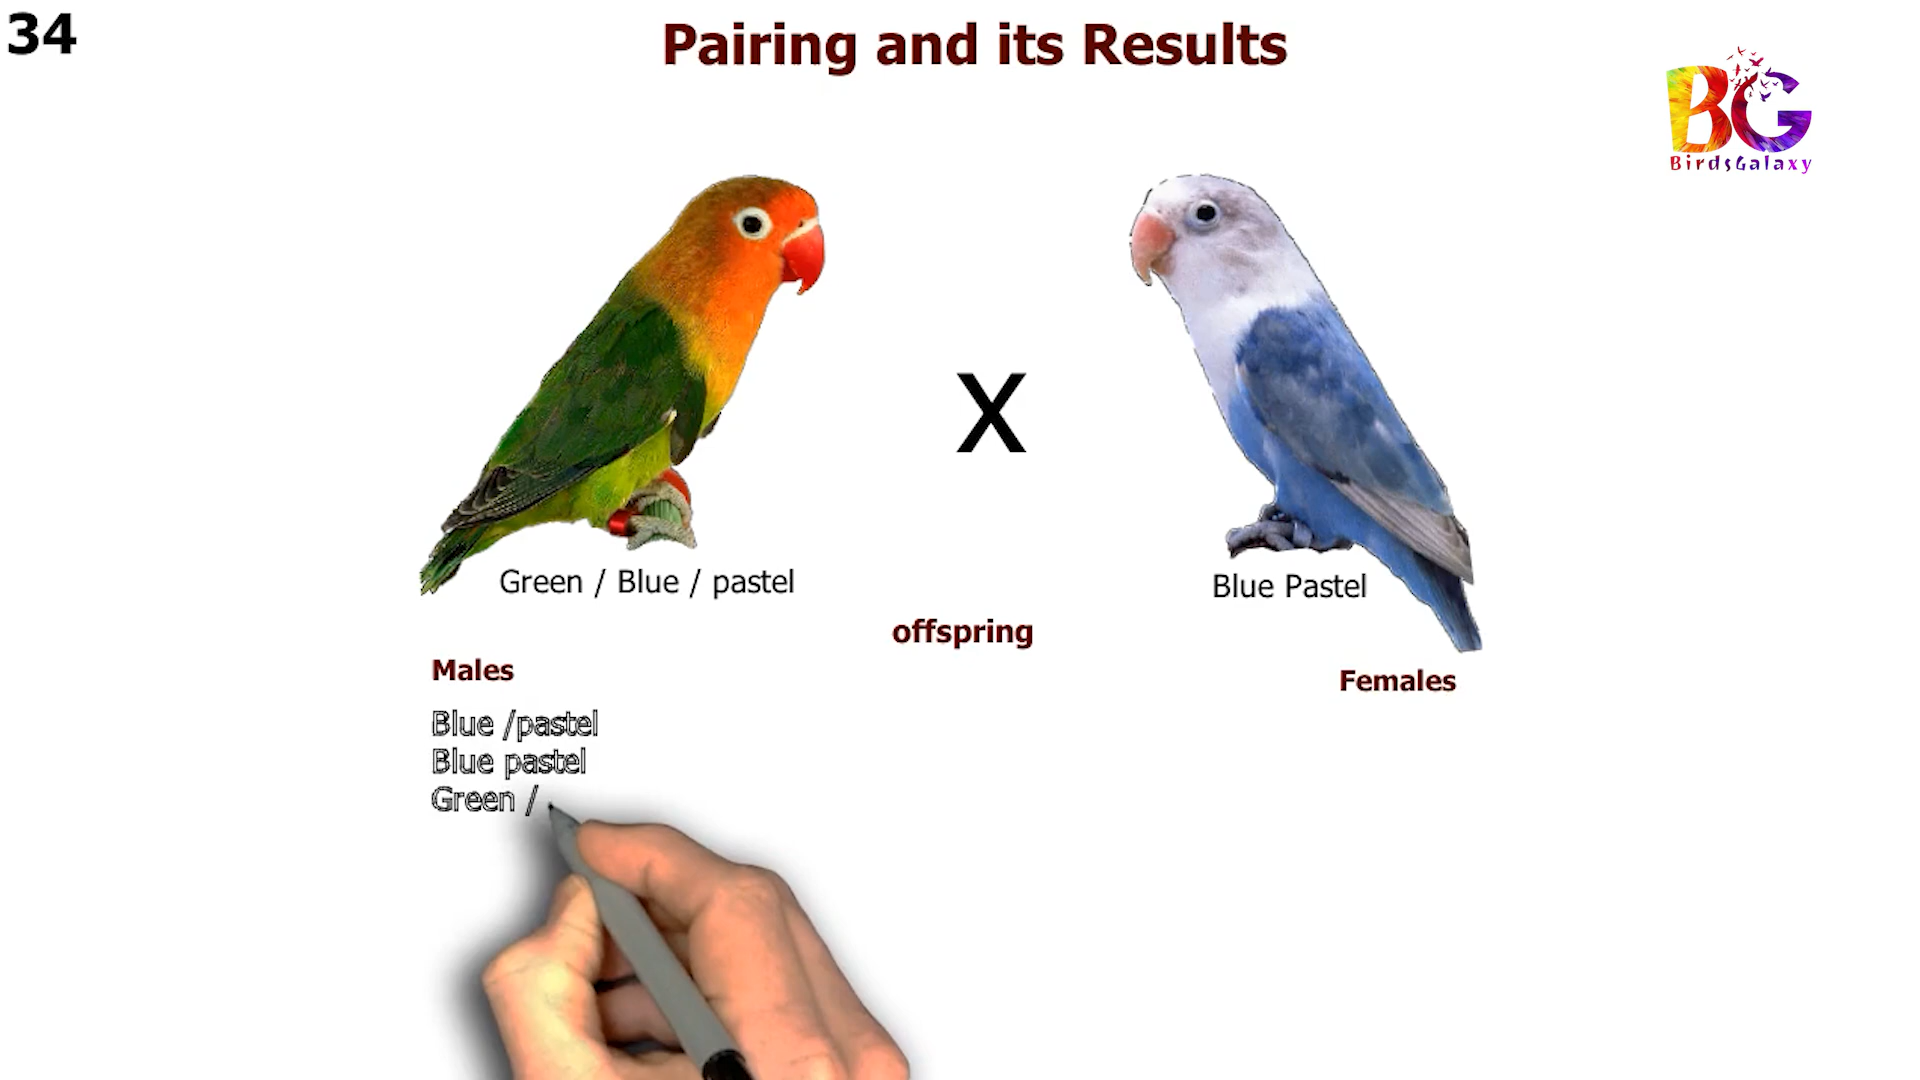 34
Pairing and its Results
BG
BirdsGalaxy
X
Green / Blue / pastel
Blue Pastel
offspring
Males
Females
Blue /pastel
Blue pastel
Green /